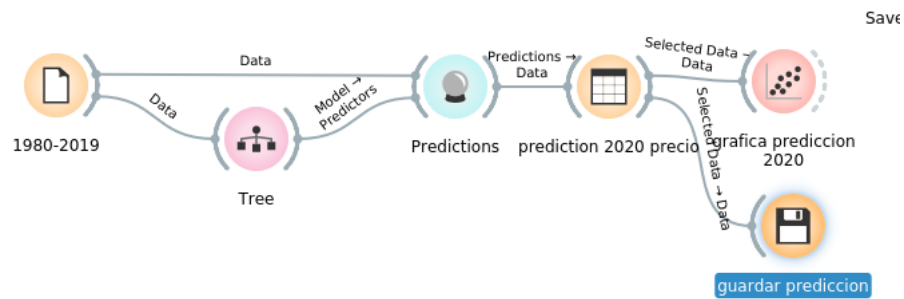 Save
Data
Data
1980-2019
Tree
Model →
Predictors
Predictions
Predictions →
Data
prediction 2020 precio
Selected Data →
Data
Selected Data → Data
grafica prediccion
2020
guardar prediccion